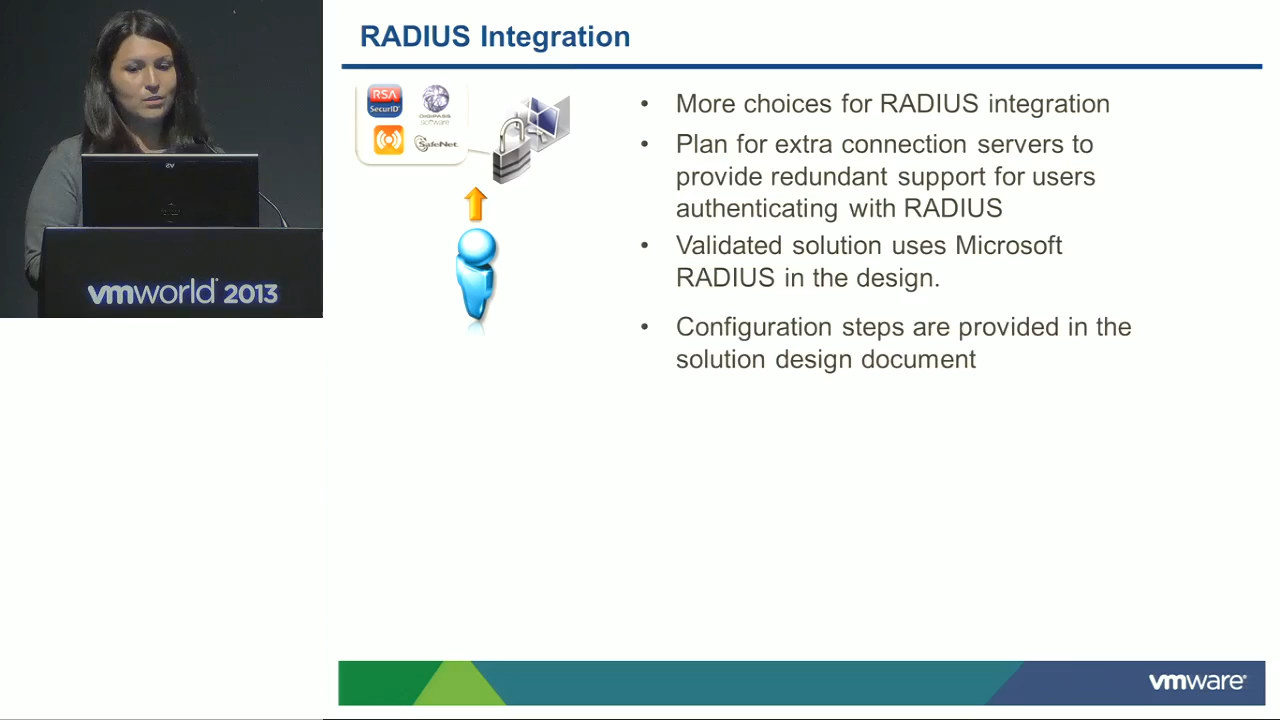 RADIUS Integration
RSA
SecurID
DIGIPASS
software
SafeNet
• More choices for RADIUS integration
• Plan for extra connection servers to
provide redundant support for users
authenticating with RADIUS
• Validated solution uses Microsoft
RADIUS in the design.
• Configuration steps are provided in the
solution design document
vmworld 2013
vmware